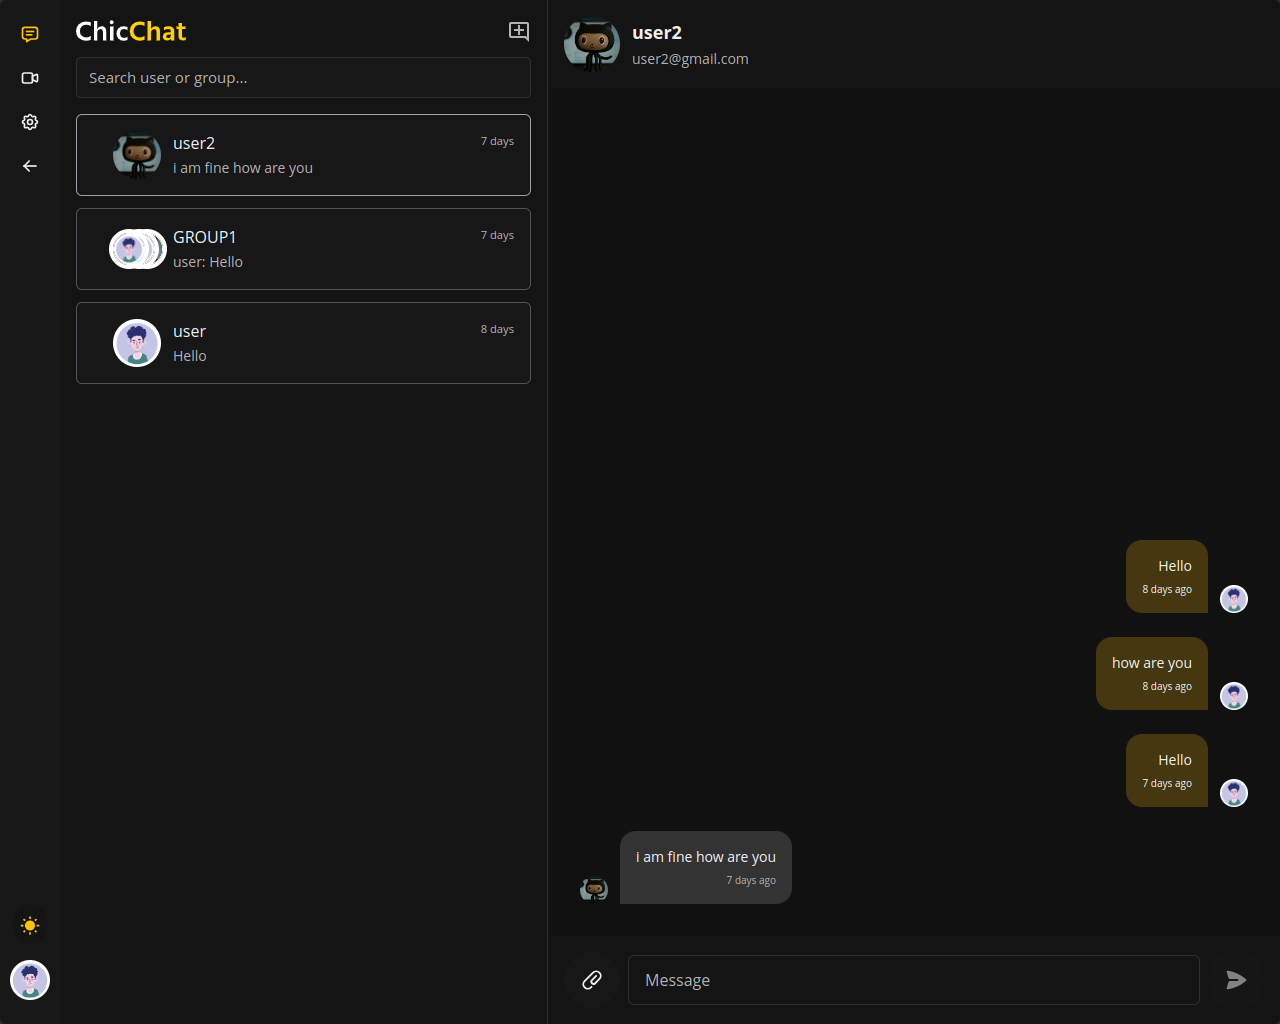 ChicChat
Search user or group...
user2
7 days
i am fine how are you
GROUP1
7 days
user: Hello
user
8 days
Hello
user2
user2@gmail.com
Hello
8 days ago
how are you
8 days ago
Hello
7 days ago
i am fine how are you
7 days ago
Message